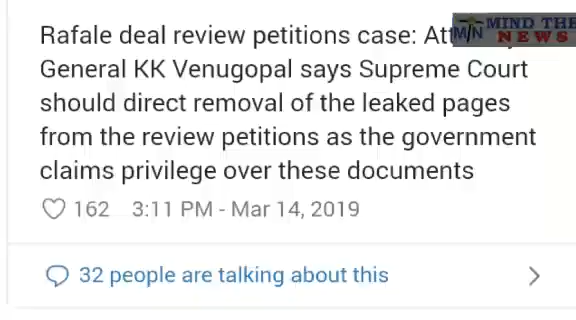 MIND THE
MTN NEWS
Rafale deal review petitions case:
General KK Venugopal says Supreme Court
should direct removal of the leaked pages
from the review petitions as the government
claims privilege over these documents
162 3:11 PM - Mar 14, 2019
32 people are talking about this